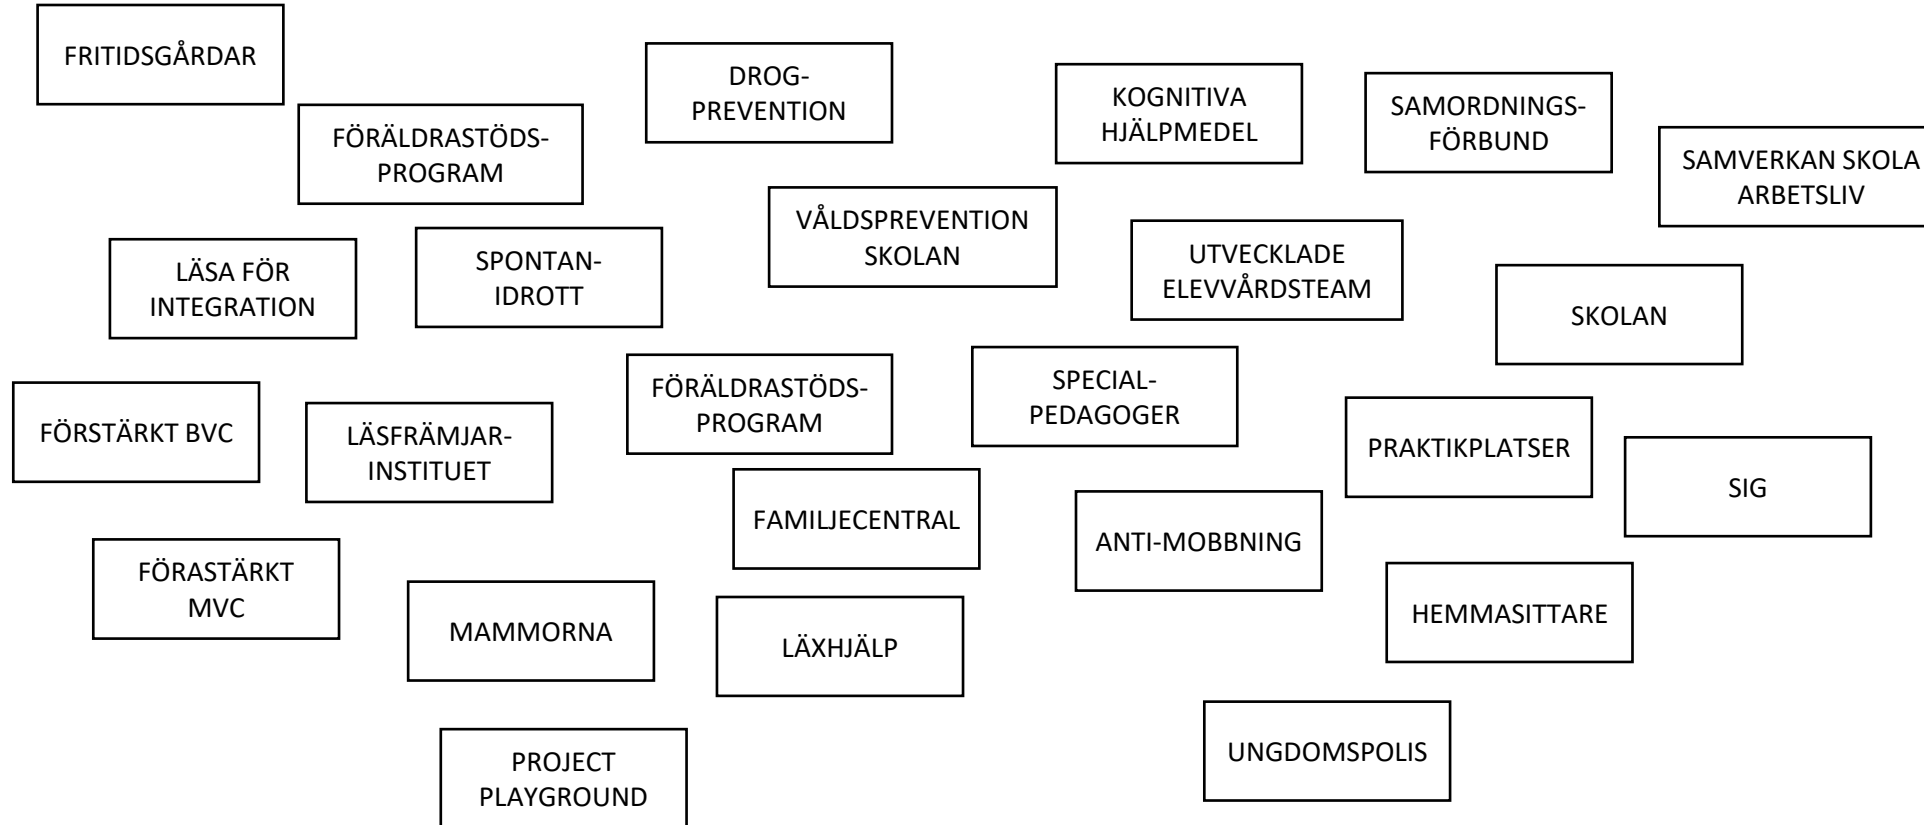 FRITIDSGÅRDAR
DROG-
PREVENTION
KOGNITIVA
HJÄLPMEDEL
SAMORDNINGS-
FÖRBUND
FÖRÄLDRASTÖDS-
PROGRAM
SAMVERKAN SKOLA
ARBETSLIV
VÅLDSPREVENTION
SKOLAN
UTVECKLADE
ELEVVÅRDSTEAM
LÄSA FÖR
INTEGRATION
SPONTAN-
IDROTT
SKOLAN
FÖRÄLDRASTÖDS-
PROGRAM
SPECIAL-
PEDAGOGER
FÖRSTÄRKT BVC
LÄSFRÄMJAR-
INSTITUET
PRAKTIKPLATSER
SIG
FAMILJECENTRAL
ANTI-MOBBNING
FÖRASTÄRKT
MVC
MAMMORNA
LÄXHJÄLP
HEMMASITTARE
PROJECT
PLAYGROUND
UNGDOMSPOLIS